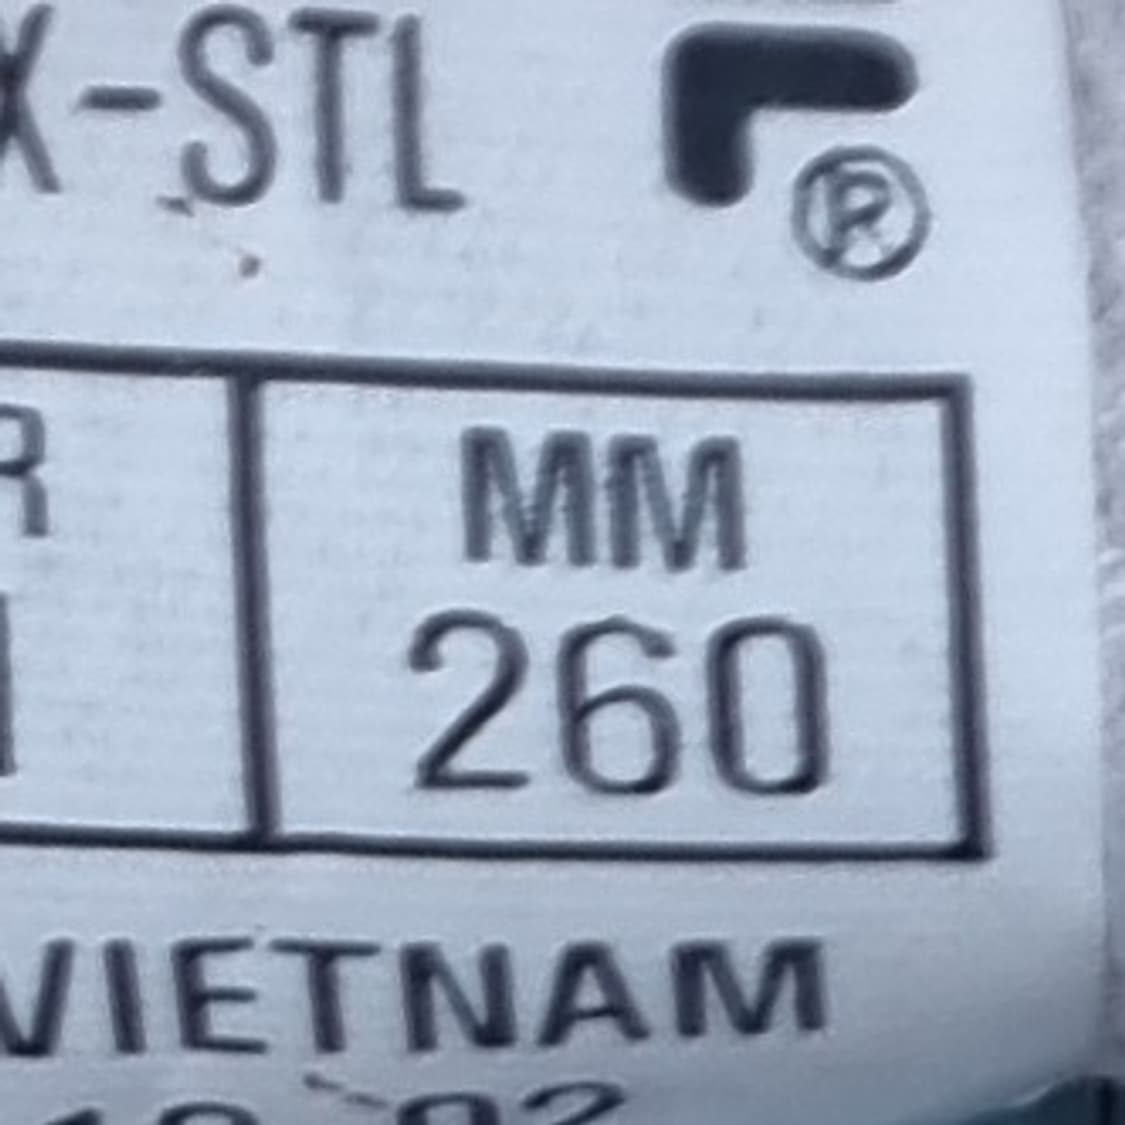 X-STL
®
R MM
260
VIETNAM